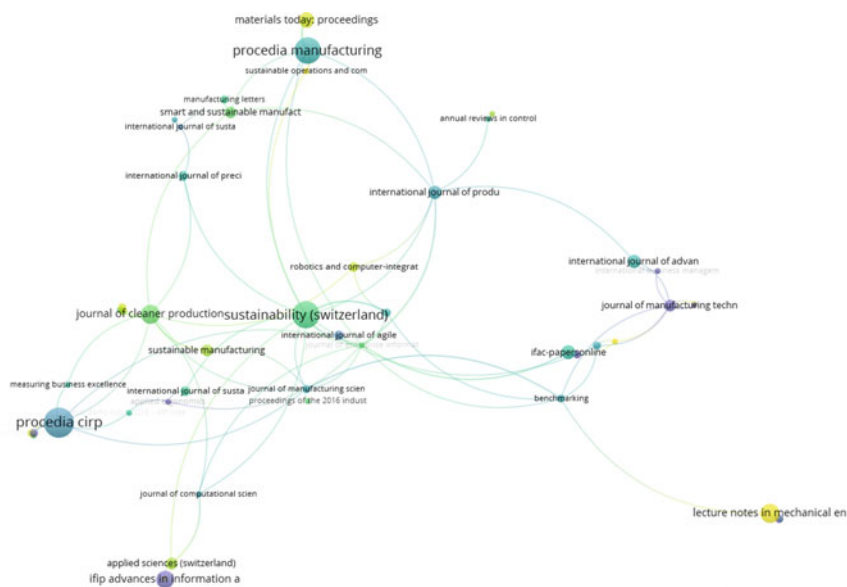 materials today: proceedings
procedia manufacturing
sustainable operations and com
manufacturing letters
smart and sustainable manufact
international journal of susta
annual reviews in control
international journal of preci
international journal of produ
international journal of advan
robotics and computer-integrat
journal of manufacturing techn
journal of cleaner production
sustainability (switzerland)
international journal of agile
sustainable manufacturing
ifac-papersonline
measuring business excellence
international journal of susta
journal of manufacturing scien
applied economics
proceedings of the 2016 indust
benchmarking
procedia cirp
journal of computational scien
lecture notes in mechanical en
applied sciences (switzerland)
ifip advances in information a